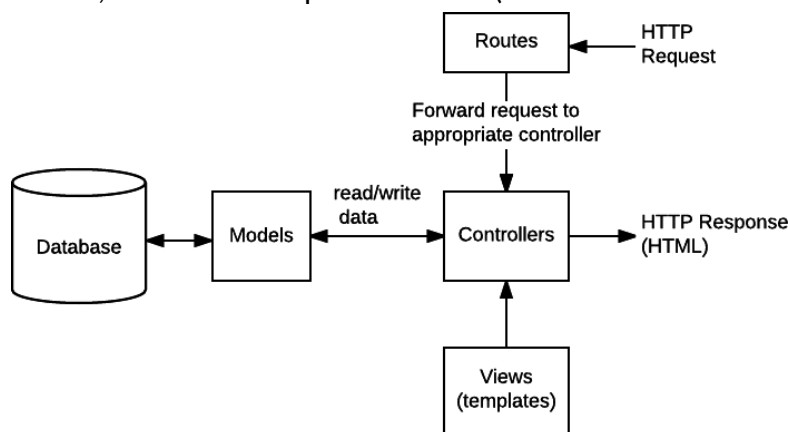 Routes
HTTP
Request
Forward request to
appropriate controller
read/write
data
Database
Models
Controllers
HTTP Response
(HTML)
Views
(templates)